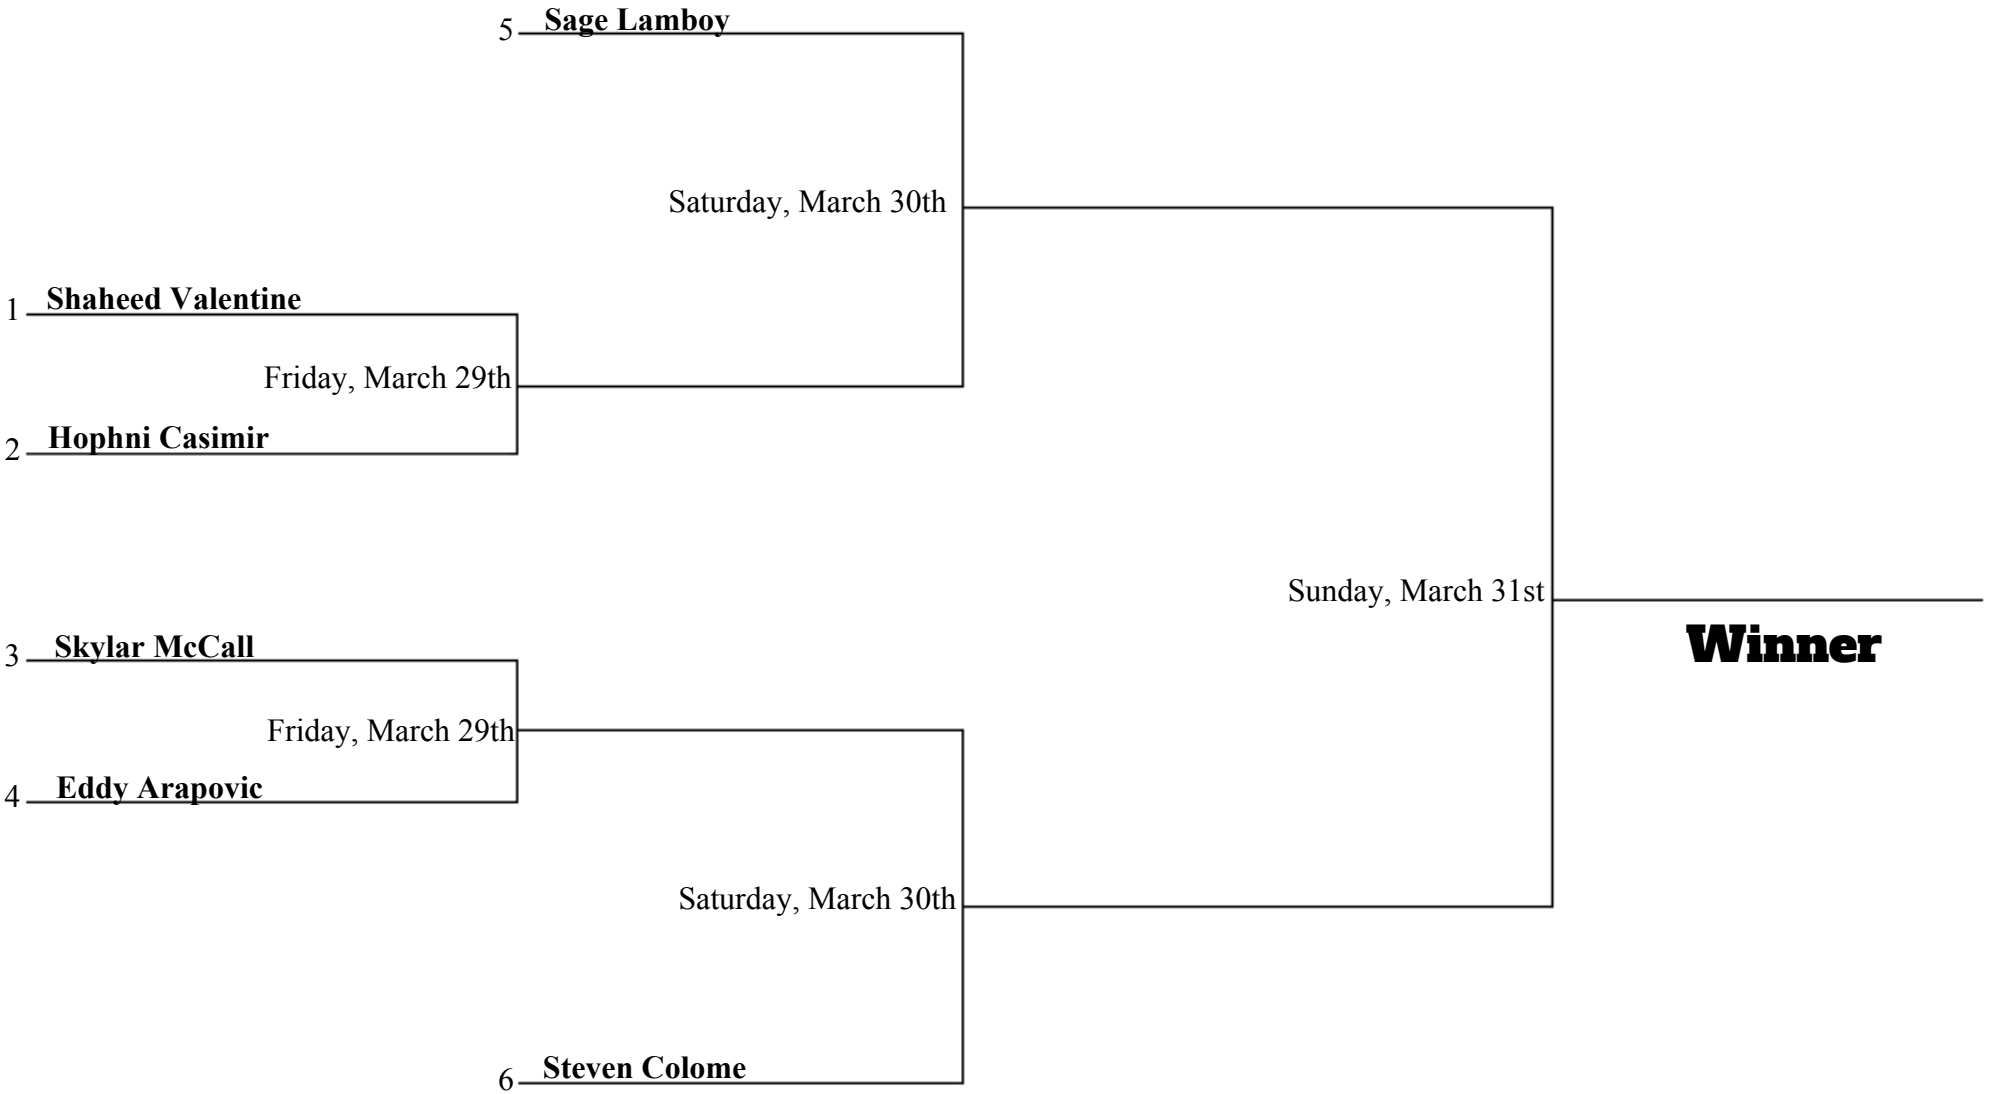 5 Sage Lamboy
Saturday, March 30th
1 Shaheed Valentine
Friday, March 29th
2 Hophni Casimir
Sunday, March 31st
Winner
3 Skylar McCall
Friday, March 29th
4 Eddy Arapovic
Saturday, March 30th
6 Steven Colome